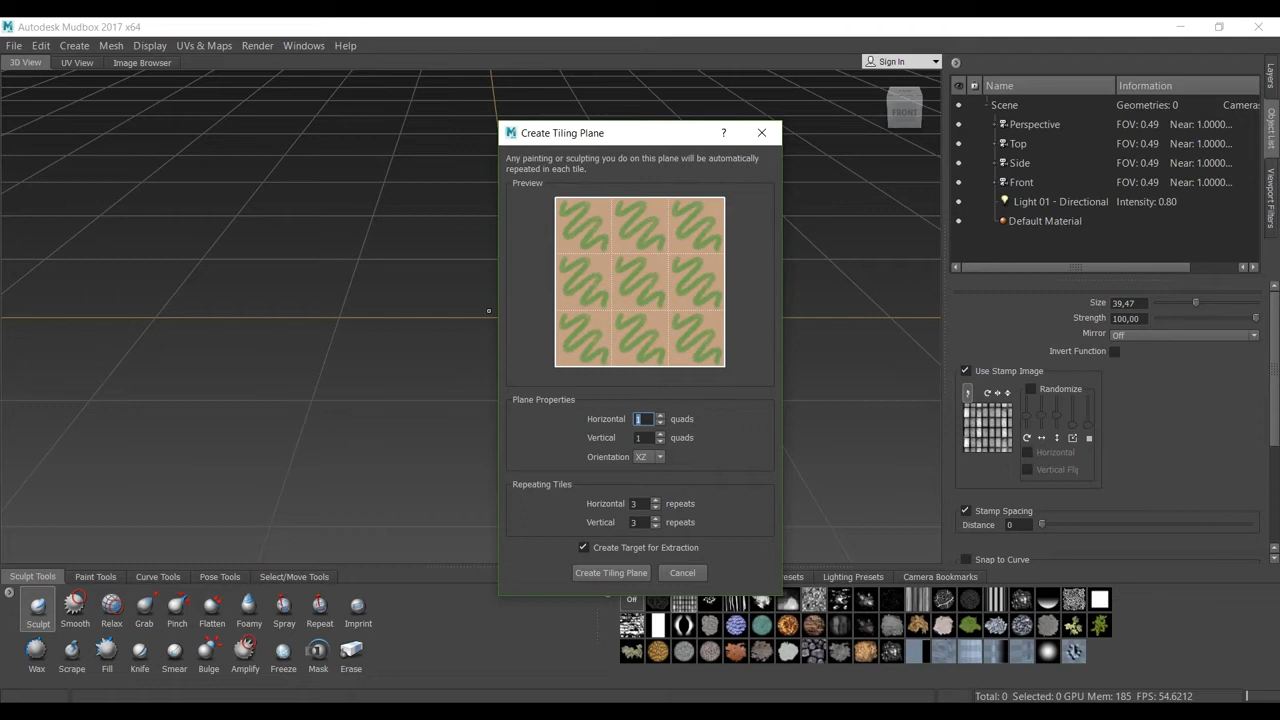 Autodesk Mudbox 2017 x64
File Edit Create Mesh Display UVs & Maps Render Windows Help
3D View UV View Image Browser
Sign In
FRONT
Name Information
Scene Geometries: 0 Cameras
Perspective FOV: 0.49 Near: 1.0000...
Top FOV: 0.49 Near: 1.0000...
Side FOV: 0.49 Near: 1.0000...
Front FOV: 0.49 Near: 1.0000...
Light 01 - Directional Intensity: 0.80
Default Material
Layers
Object List
Viewport Filters
Create Tiling Plane ?
Any painting or sculpting you do on this plane will be automatically
repeated in each tile.
Preview
Plane Properties
Horizontal 1 quads
Vertical 1 quads
Orientation XZ
Repeating Tiles
Horizontal 3 repeats
Vertical 3 repeats
Create Target for Extraction
Create Tiling Plane Cancel
Size 39,47
Strength 100,00
Mirror Off
Invert Function
Use Stamp Image
Randomize
Horizontal
Vertical Flip
Stamp Spacing
Distance 0
Snap to Curve
Sculpt Tools Paint Tools Curve Tools Pose Tools Select/Move Tools
Lighting Presets Camera Bookmarks
Off
Sculpt Smooth Relax Grab Pinch Flatten Foamy Spray Repeat Imprint
Wax Scrape Fill Knife Smear Bulge Amplify Freeze Mask Erase
Total: 0 Selected: 0 GPU Mem: 185 FPS: 54.6212